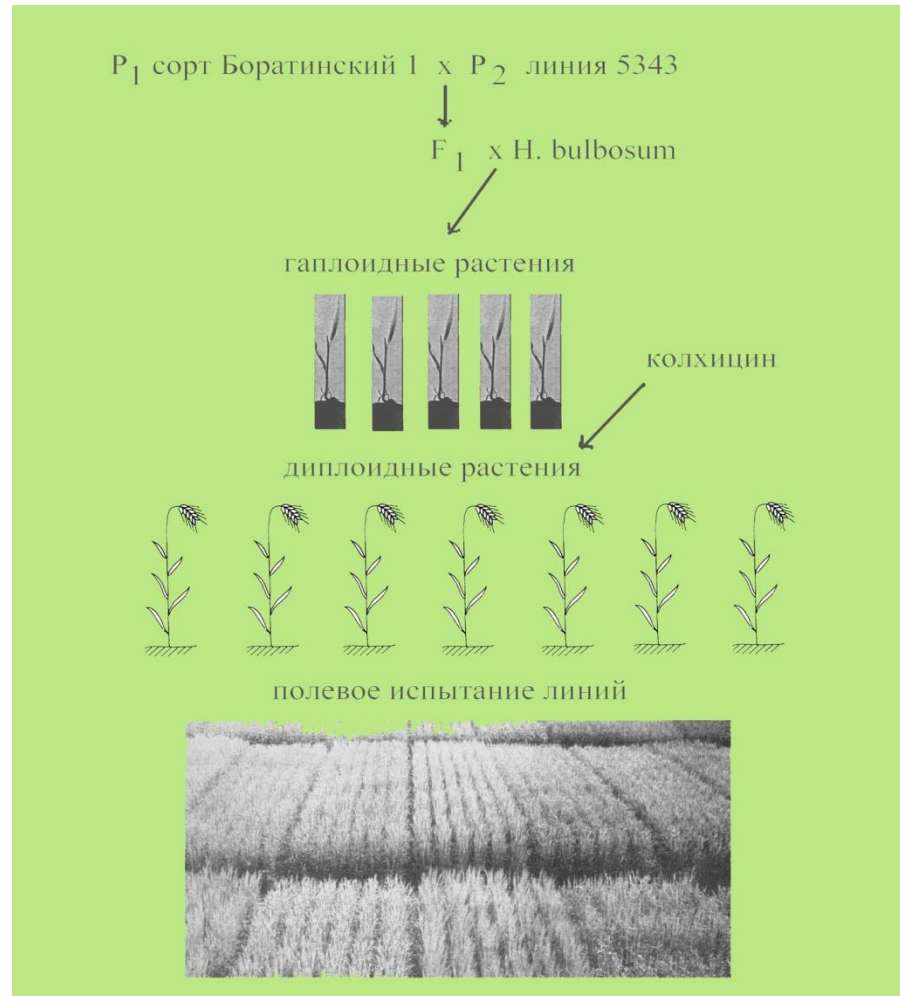 P1 сорт Боратинский 1 x P2 линия 5343
F1 x H. bulbosum
гаплоидные растения
колхицин
диплоидные растения
полевое испытание линий